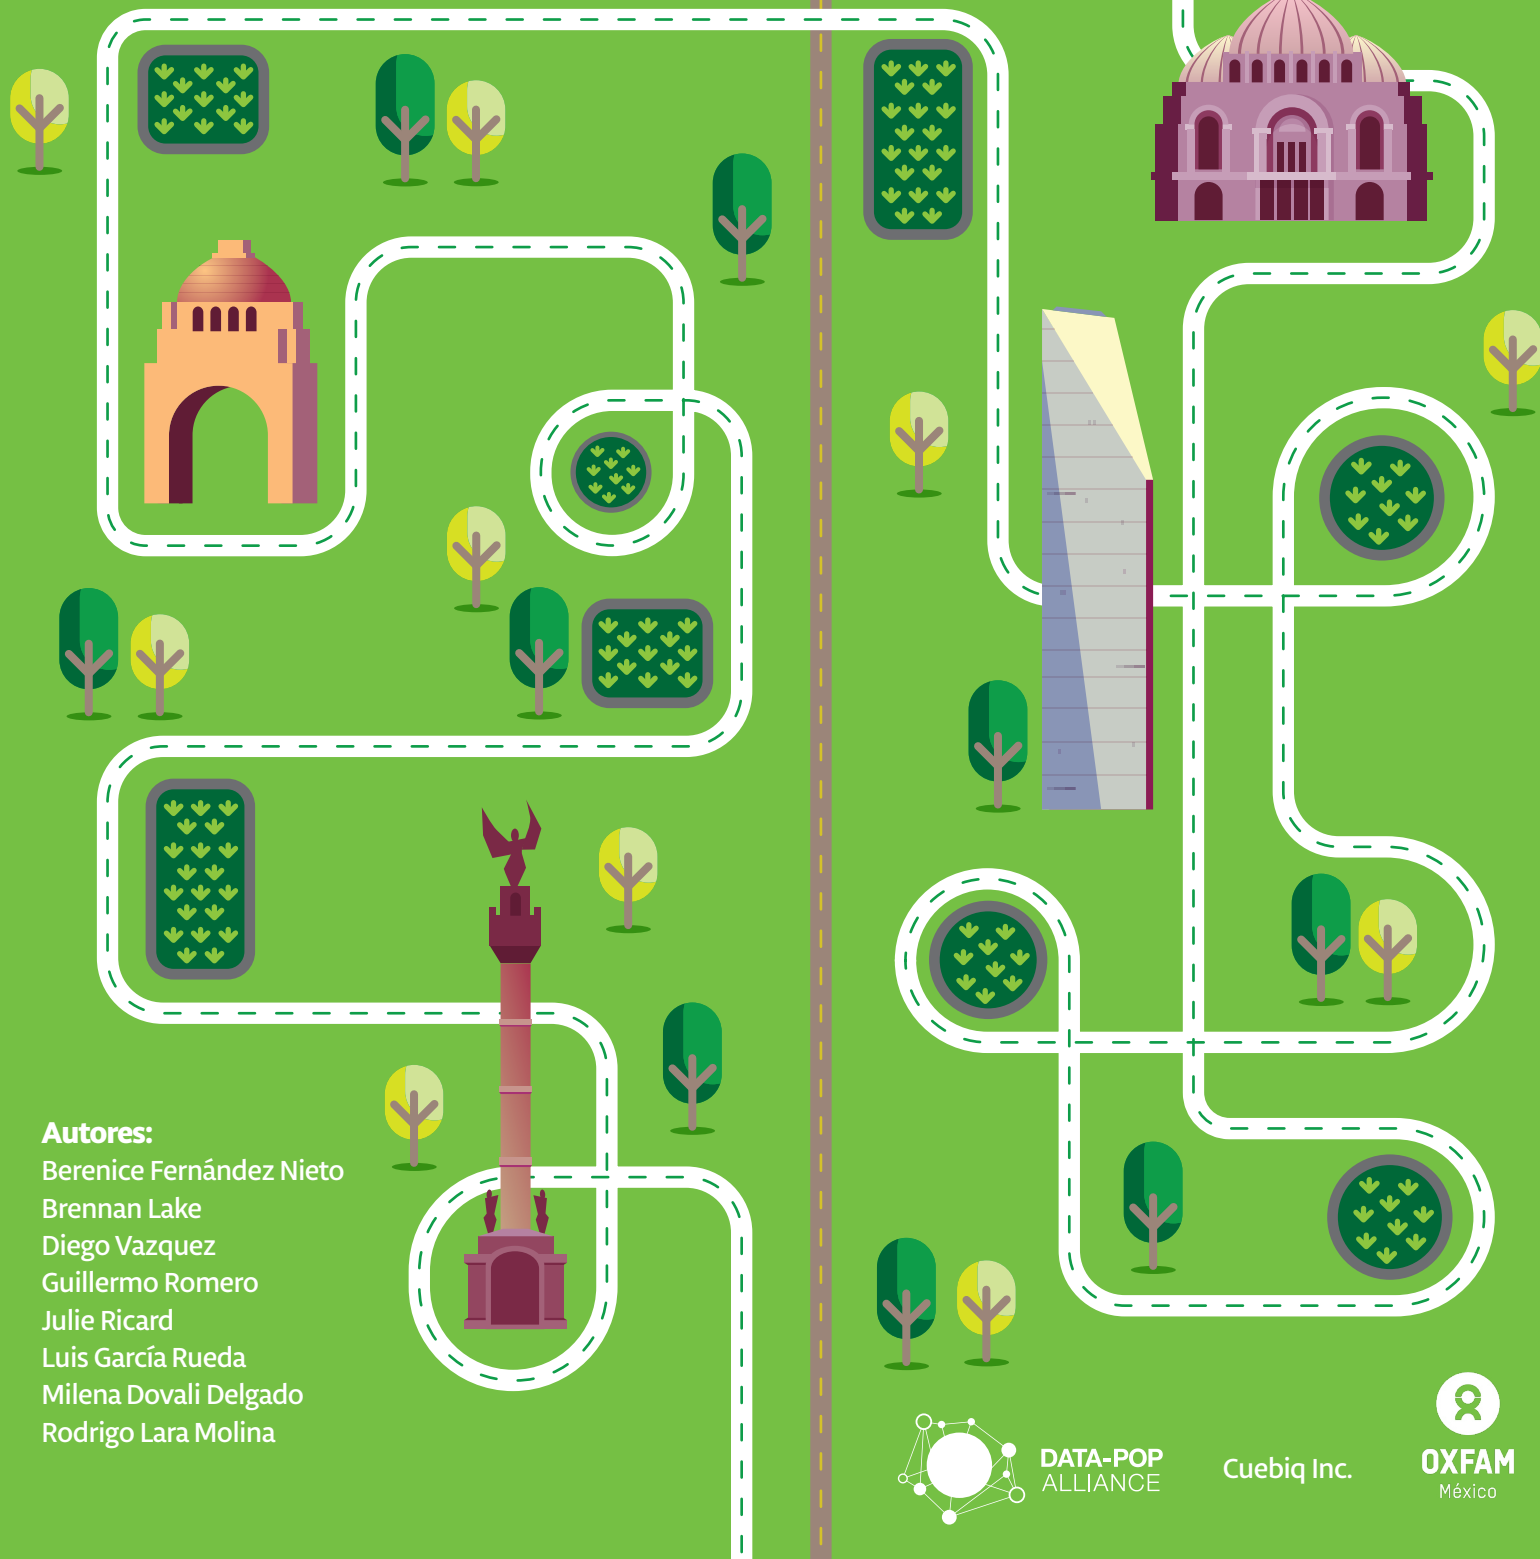 Autores:
Berenice Fernández Nieto
Brennan Lake
Diego Vazquez
Guillermo Romero
Julie Ricard
Luis García Rueda
Milena Dovali Delgado
Rodrigo Lara Molina
DATA-POP
ALLIANCE
Cuebiq Inc.
OXFAM
México